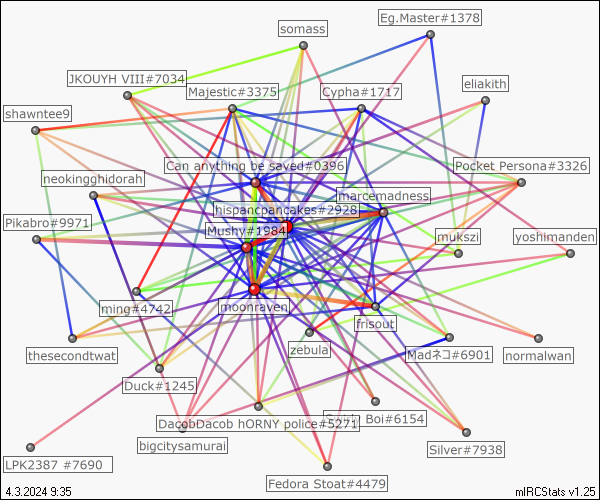 Eg.Master#1378
somass
JKOUYH VIII#7034
Majestic#3375
Cypha#1717
eliakith
shawntee9
Can anything be saved#0396
Pocket Persona#3326
neokingghidorah
marcemadness
hispancpancakes#2928
Pikabro#9971
Mushy#1984
mukszi
yoshimanden
ming#4742
moonraven
frisout
thesecondtwat
zebula
Madネコ#6901
normalwan
Duck#1245
DacobDacob hORNY police#5271
Boi#6154
bigcitysamurai
Silver#7938
LPK2387 #7690
Fedora Stoat#4479
4.3.2024 9:35
mIRCStats v1.25